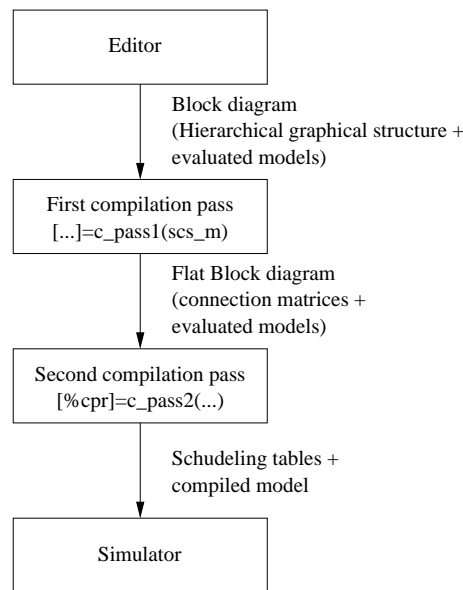 Editor
Block diagram
(Hierarchical graphical structure +
evaluated models)
First compilation pass
[...]=c_pass1(scs_m)
Flat Block diagram
(connection matrices +
evaluated models)
Second compilation pass
[%cpr]=c_pass2(...)
Schudeling tables +
compiled model
Simulator